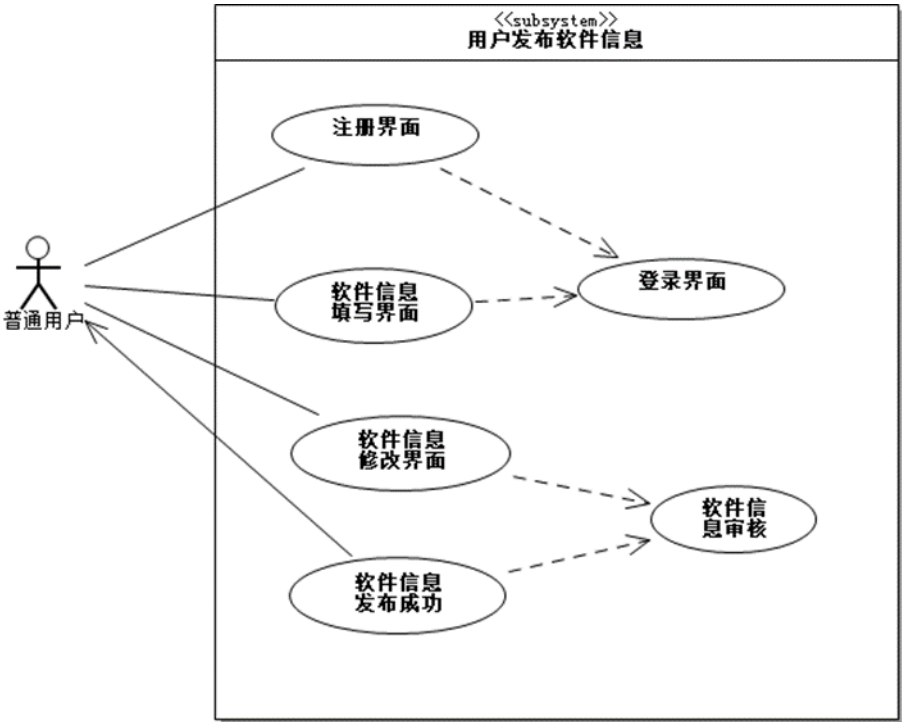 <<subsystem>>
用户发布软件信息
注册界面
软件信息
填写界面
登录界面
普通用户
软件信息
修改界面
软件信
息审核
软件信息
发布成功